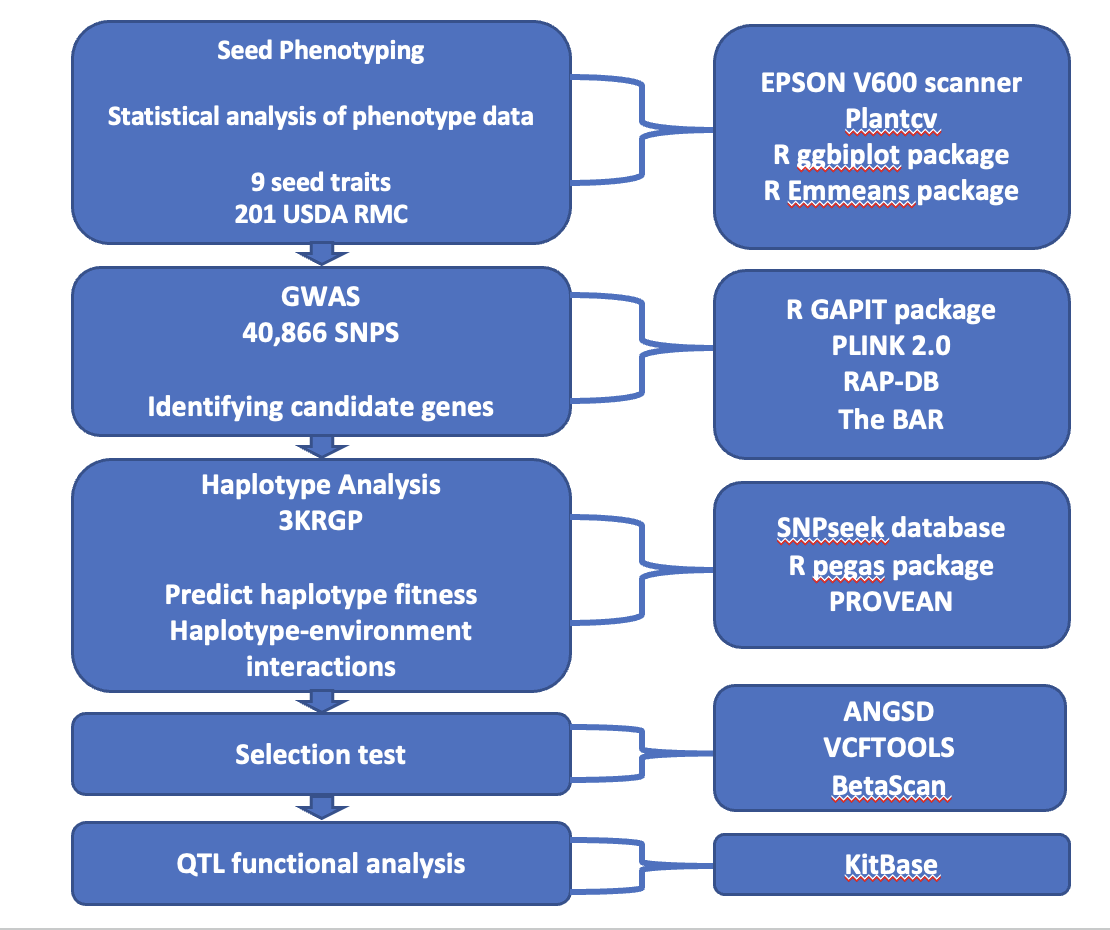 Seed Phenotyping
Statistical analysis of phenotype data
9 seed traits
201 USDA RMC
EPSON V600 scanner
Plantcv
R ggbiplot package
R Emmeans package
GWAS
40,866 SNPS
Identifying candidate genes
R GAPIT package
PLINK 2.0
RAP-DB
The BAR
Haplotype Analysis
3KRGP
Predict haplotype fitness
Haplotype-environment
interactions
SNPseek database
R pegas package
PROVEAN
Selection test
ANGSD
VCFTOOLS
BetaScan
QTL functional analysis
KitBase